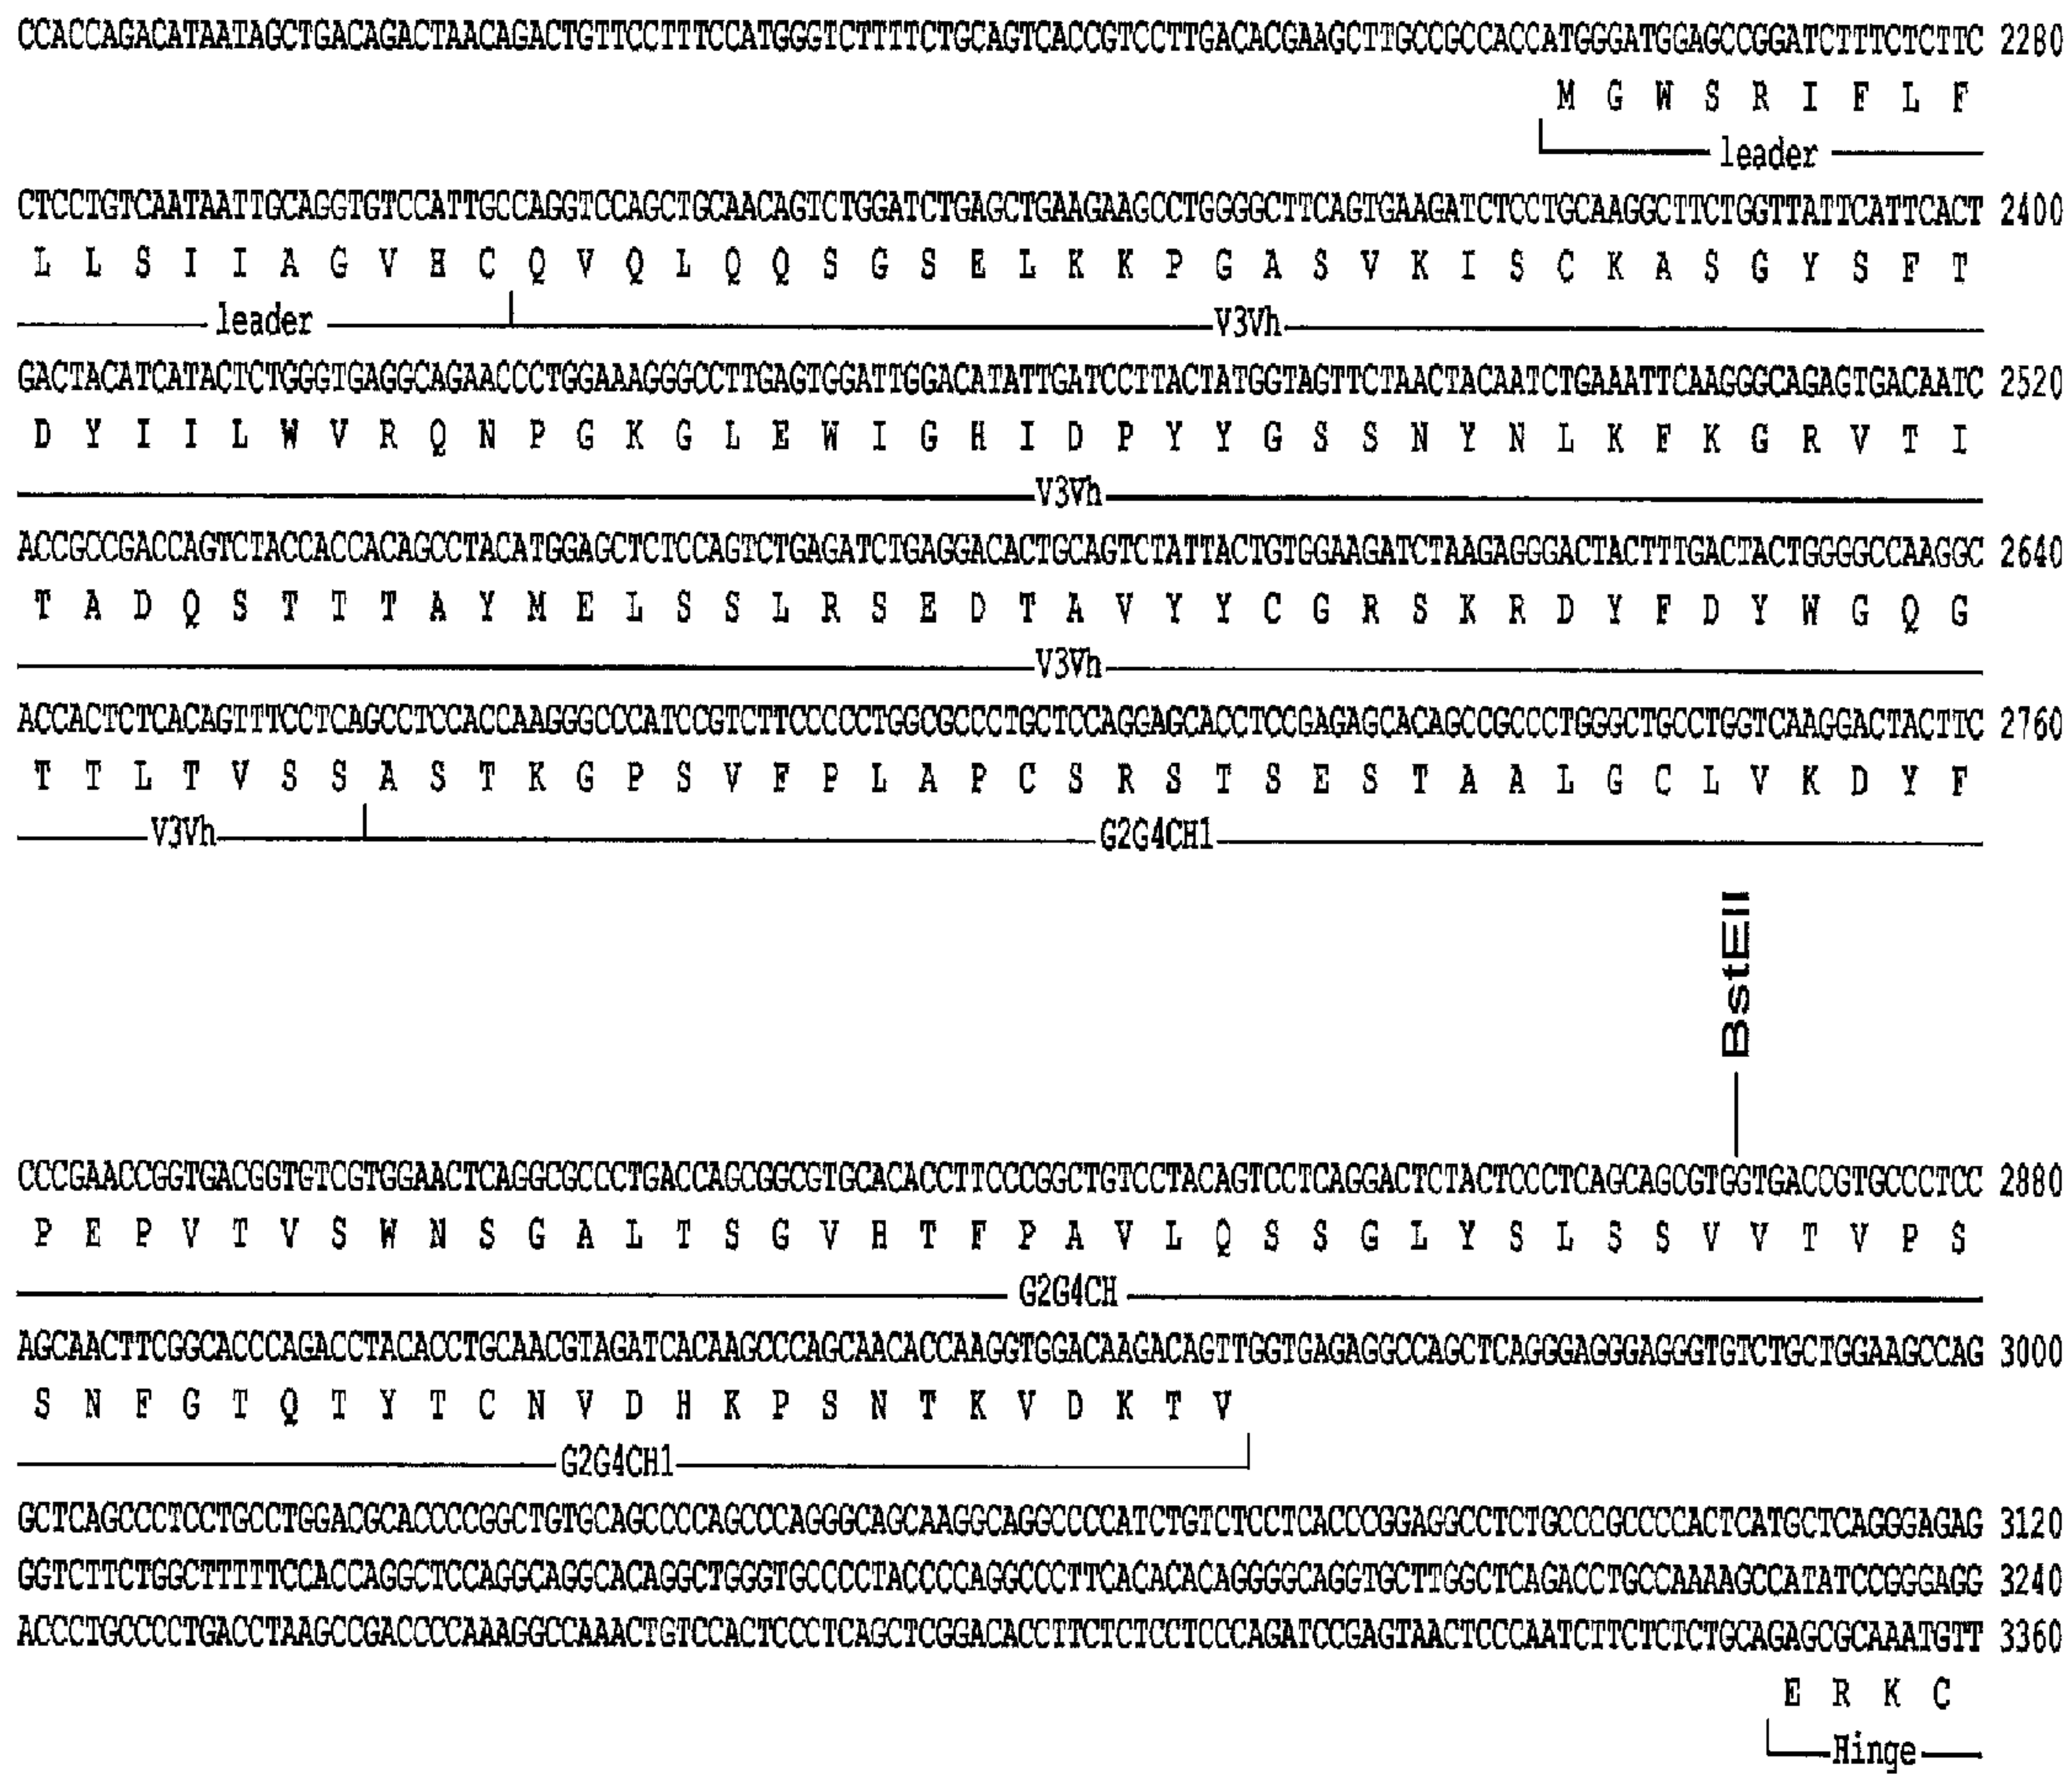 CCACCAGACATAATAGCTGACAGACTAACAGACTGTTCCTTTCCATGGGTCTTTTCTGCAGTCACCGTCCTTGACACGAAGCTTGCCGCCACCATGGGATGGAGCCGGATCTTTCTCTTC 2280
M G W S R I F L F
leader
CTCCTGTCAATAATTGCAGGTGTCCATTGCCAGGTCCAGCTGCAACAGTCTGGATCTGAGCTGAAGAAGCCTGGGGCTTCAGTGAAGATCTCCTGCAAGGCTTCTGGTTATTCATTCACT 2400
L L S I I A G V H C Q V Q L Q Q S G S E L K K P G A S V K I S C K A S G Y S F T
leader V3Vh
GACTACATCATACTCTGGGTGAGGCAGAACCCTGGAAAGGGCCTTGAGTGGATTGGACATATTGATCCTTACTATGGTAGTTCTAACTACAATCTGAAATTCAAGGGCAGAGTGACAATC 2520
D Y I I L W V R Q N P G K G L E W I G H I D P Y Y G S S N Y N L K F K G R V T I
V3Vh
ACCGCCGACCAGTCTACCACCACAGCCTACATGGAGCTCTCCAGTCTGAGATCTGAGGACACTGCAGTCTATTACTGTGGAAGATCTAAGAGGGACTACTTTGACTACTGGGGCCAAGGC 2640
T A D Q S T T T A Y M E L S S L R S E D T A V Y Y C G R S K R D Y F D Y W G Q G
V3Vh
ACCACTCTCACAGTTTCCTCAGCCTCCACCAAGGGCCCATCCGTCTTCCCCCTGGCGCCCTGCTCCAGGAGCACCTCCGAGAGCACAGCCGCCCTGGGCTGCCTGGTCAAGGACTACTTC 2760
T T L T V S S A S T K G P S V F P L A P C S R S T S E S T A A L G C L V K D Y F
V3Vh G2G4CH1
BstEII
CCCGAACCGGTGACGGTGTCGTGGAACTCAGGCGCCCTGACCAGCGGCGTGCACACCTTCCCGGCTGTCCTACAGTCCTCAGGACTCTACTCCCTCAGCAGCGTGGTGACCGTGCCCTCC 2880
P E P V T V S W N S G A L T S G V H T F P A V L Q S S G L Y S L S S V V T V P S
G2G4CH
AGCAACTTCGGCACCCAGACCTACACCTGCAACGTAGATCACAAGCCCAGCAACACCAAGGTGGACAAGACAGTTGGTGAGAGGCCAGCTCAGGGAGGGAGGGTGTCTGCTGGAAGCCAG 3000
S N F G T Q T Y T C N V D H K P S N T K V D K T V
G2G4CH1
GCTCAGCCCTCCTGCCTGGACGCACCCCGGCTGTGCAGCCCCAGCCCAGGGCAGCAAGGCAGGCCCCATCTGTCTCCTCACCCGGAGGCCTCTGCCCGCCCCACTCATGCTCAGGGAGAG 3120
GGTCTTCTGGCTTTTTCCACCAGGCTCCAGGCAGGCACAGGCTGGGTGCCCCTACCCCAGGCCCTTCACACACAGGGGCAGGTGCTTGGCTCAGACCTGCCAAAAGCCATATCCGGGAGG 3240
ACCCTGCCCCTGACCTAAGCCGACCCCAAAGGCCAAACTGTCCACTCCCTCAGCTCGGACACCTTCTCTCCTCCCAGATCCGAGTAACTCCCAATCTTCTCTCTGCAGAGCGCAAATGTT 3360
E R K C
Hinge